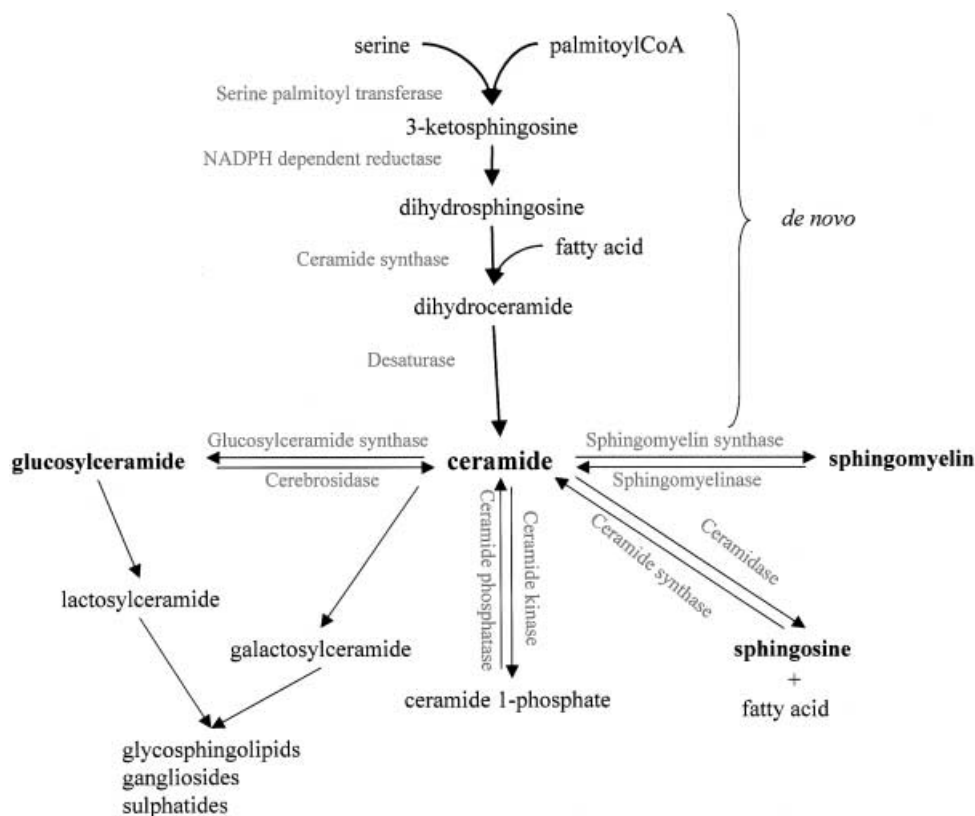 serine
palmitoylCoA
Serine palmitoyl transferase
3-ketosphingosine
NADPH dependent reductase
dihydrosphingosine
de novo
Ceramide synthase
fatty acid
dihydroceramide
Desaturase
glucosylceramide
Glucosylceramide synthase
Cerebrosidase
ceramide
Sphingomyelin synthase
Sphingomyelinase
sphingomyelin
Ceramide phosphatase
Ceramide kinase
Ceramide synthase
Ceramidase
lactosylceramide
galactosylceramide
ceramide 1-phosphate
sphingosine
+
fatty acid
glycosphingolipids
gangliosides
sulphatides